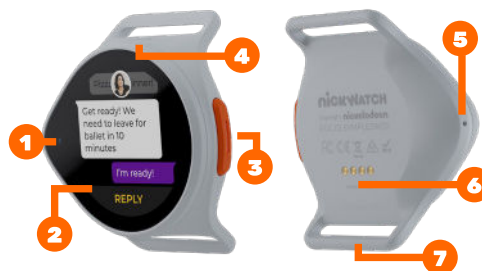 4
5
Get ready! We
need to leave for
ballet in 10
minutes
1
3
I'm ready!
REPLY
2
nickwatch
nickelodeon
6
7